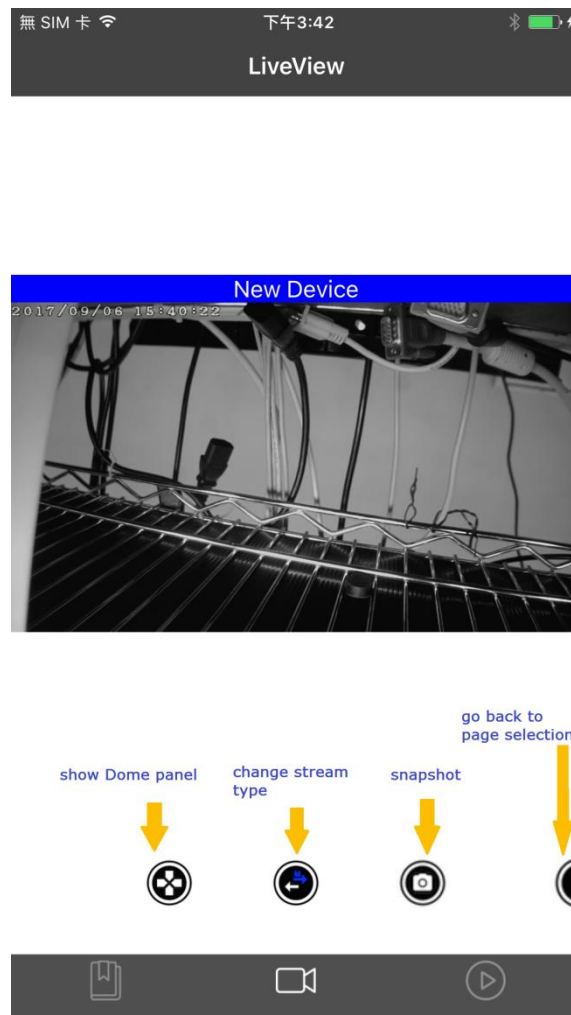 無 SIM 卡
下午3:42
LiveView
New Device
2017/09/06 15:40:22
go back to
page selection
show Dome panel
change stream
type
snapshot